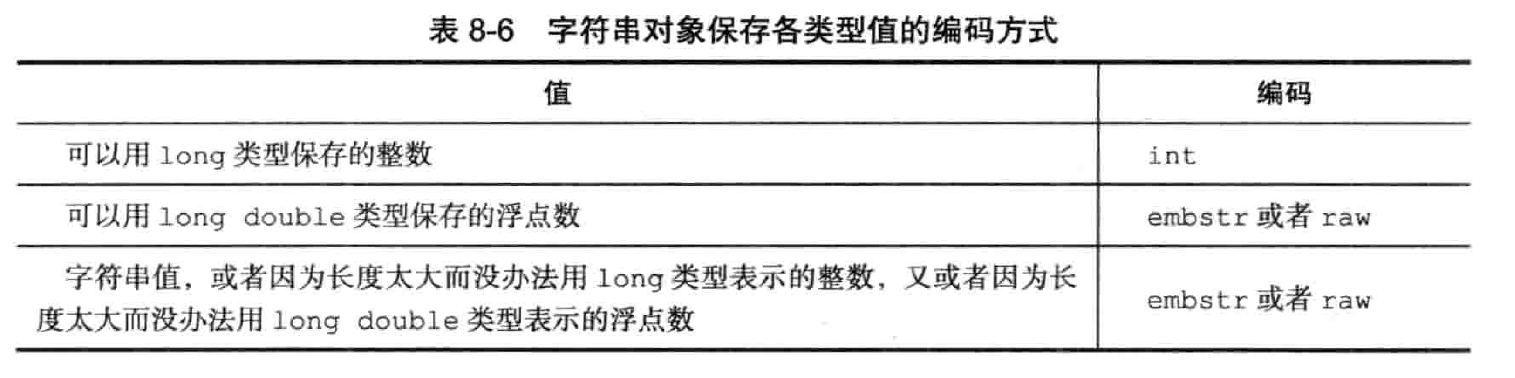 表 8-6 字符串对象保存各类型值的编码方式
值 编码
可以用 long 类型保存的整数 int
可以用 long double 类型保存的浮点数 embstr 或者 raw
字符串值，或者因为长度太大而没办法用 long 类型表示的整数，又或者因为长
度太大而没办法用 long double 类型表示的浮点数 embstr 或者 raw